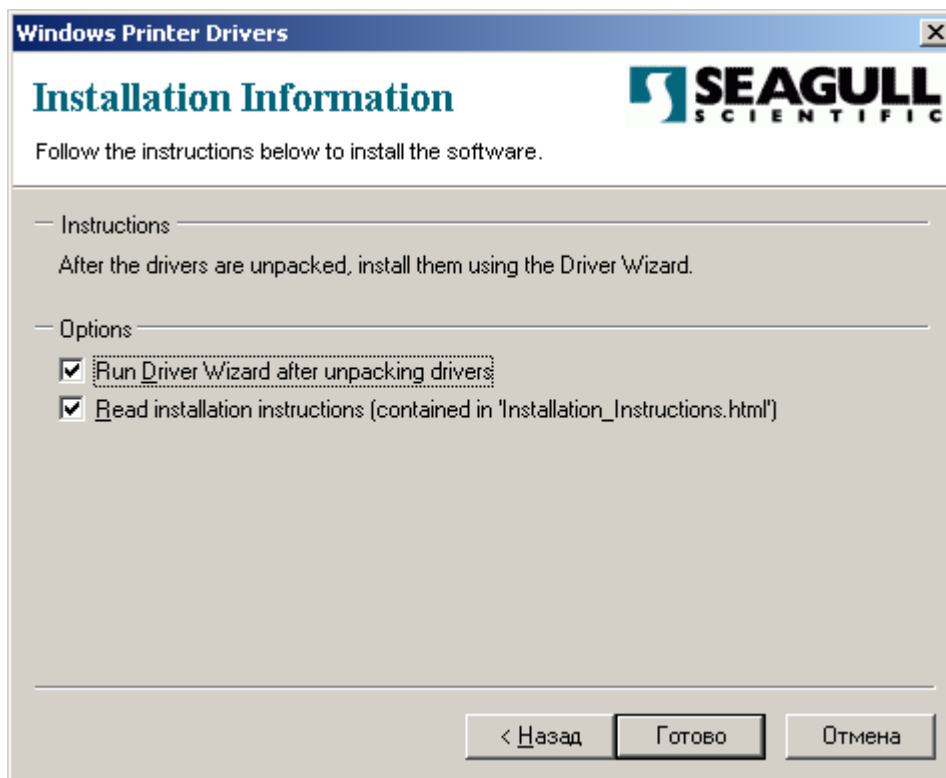 Windows Printer Drivers
Installation Information
SEAGULL
SCIENTIFIC
Follow the instructions below to install the software.
Instructions
After the drivers are unpacked, install them using the Driver Wizard.
Options
Run Driver Wizard after unpacking drivers
Read installation instructions (contained in 'Installation_Instructions.html')
< Назад Готово Отмена